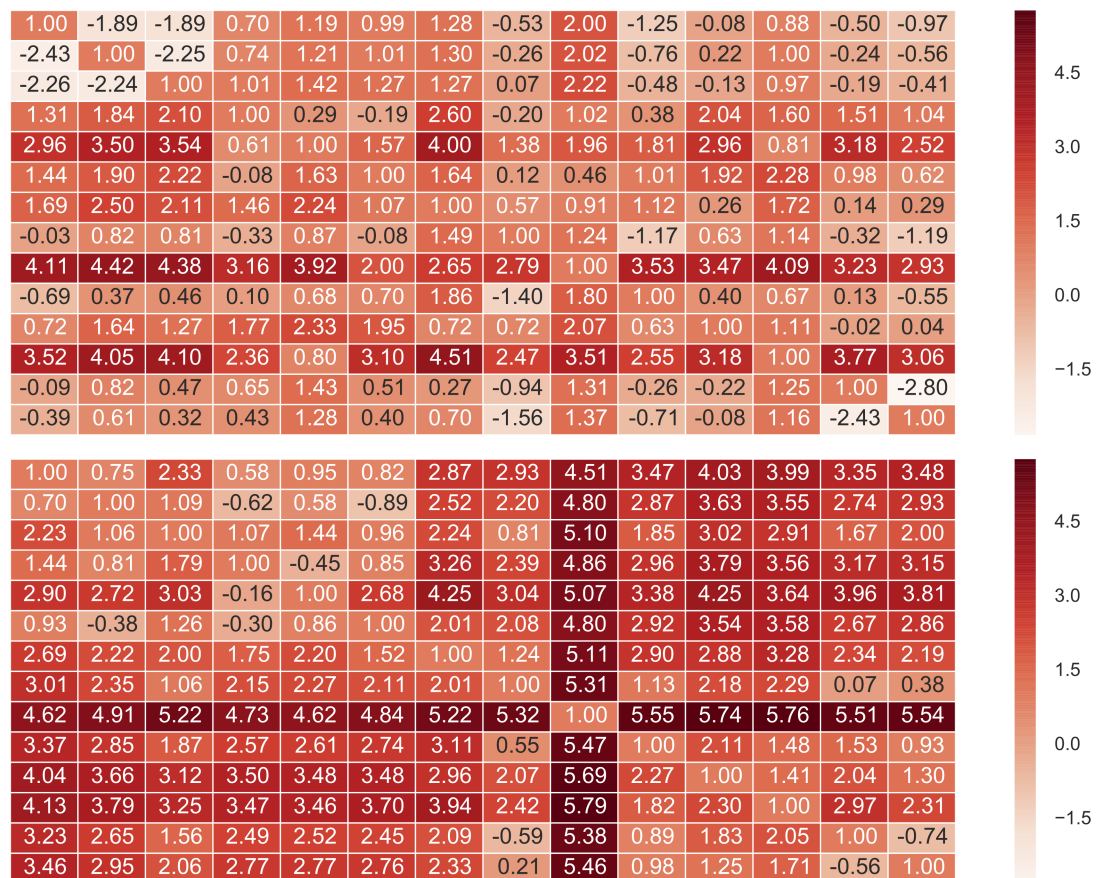 1.00 -1.89 -1.89 0.70 1.19 0.99 1.28 -0.53 2.00 -1.25 -0.08 0.88 -0.50 -0.97
-2.43 1.00 -2.25 0.74 1.21 1.01 1.30 -0.26 2.02 -0.76 0.22 1.00 -0.24 -0.56
4.5
-2.26 -2.24 1.00 1.01 1.42 1.27 1.27 0.07 2.22 -0.48 -0.13 0.97 -0.19 -0.41
1.31 1.84 2.10 1.00 0.29 -0.19 2.60 -0.20 1.02 0.38 2.04 1.60 1.51 1.04
2.96 3.50 3.54 0.61 1.00 1.57 4.00 1.38 1.96 1.81 2.96 0.81 3.18 2.52
3.0
1.44 1.90 2.22 -0.08 1.63 1.00 1.64 0.12 0.46 1.01 1.92 2.28 0.98 0.62
1.69 2.50 2.11 1.46 2.24 1.07 1.00 0.57 0.91 1.12 0.26 1.72 0.14 0.29
1.5
-0.03 0.82 0.81 -0.33 0.87 -0.08 1.49 1.00 1.24 -1.17 0.63 1.14 -0.32 -1.19
4.11 4.42 4.38 3.16 3.92 2.00 2.65 2.79 1.00 3.53 3.47 4.09 3.23 2.93
-0.69 0.37 0.46 0.10 0.68 0.70 1.86 -1.40 1.80 1.00 0.40 0.67 0.13 -0.55
0.0
0.72 1.64 1.27 1.77 2.33 1.95 0.72 0.72 2.07 0.63 1.00 1.11 -0.02 0.04
3.52 4.05 4.10 2.36 0.80 3.10 4.51 2.47 3.51 2.55 3.18 1.00 3.77 3.06
−1.5
-0.09 0.82 0.47 0.65 1.43 0.51 0.27 -0.94 1.31 -0.26 -0.22 1.25 1.00 -2.80
-0.39 0.61 0.32 0.43 1.28 0.40 0.70 -1.56 1.37 -0.71 -0.08 1.16 -2.43 1.00
1.00 0.75 2.33 0.58 0.95 0.82 2.87 2.93 4.51 3.47 4.03 3.99 3.35 3.48
0.70 1.00 1.09 -0.62 0.58 -0.89 2.52 2.20 4.80 2.87 3.63 3.55 2.74 2.93
4.5
2.23 1.06 1.00 1.07 1.44 0.96 2.24 0.81 5.10 1.85 3.02 2.91 1.67 2.00
1.44 0.81 1.79 1.00 -0.45 0.85 3.26 2.39 4.86 2.96 3.79 3.56 3.17 3.15
2.90 2.72 3.03 -0.16 1.00 2.68 4.25 3.04 5.07 3.38 4.25 3.64 3.96 3.81
3.0
0.93 -0.38 1.26 -0.30 0.86 1.00 2.01 2.08 4.80 2.92 3.54 3.58 2.67 2.86
2.69 2.22 2.00 1.75 2.20 1.52 1.00 1.24 5.11 2.90 2.88 3.28 2.34 2.19
1.5
3.01 2.35 1.06 2.15 2.27 2.11 2.01 1.00 5.31 1.13 2.18 2.29 0.07 0.38
4.62 4.91 5.22 4.73 4.62 4.84 5.22 5.32 1.00 5.55 5.74 5.76 5.51 5.54
3.37 2.85 1.87 2.57 2.61 2.74 3.11 0.55 5.47 1.00 2.11 1.48 1.53 0.93
0.0
4.04 3.66 3.12 3.50 3.48 3.48 2.96 2.07 5.69 2.27 1.00 1.41 2.04 1.30
4.13 3.79 3.25 3.47 3.46 3.70 3.94 2.42 5.79 1.82 2.30 1.00 2.97 2.31
−1.5
3.23 2.65 1.56 2.49 2.52 2.45 2.09 -0.59 5.38 0.89 1.83 2.05 1.00 -0.74
3.46 2.95 2.06 2.77 2.77 2.76 2.33 0.21 5.46 0.98 1.25 1.71 -0.56 1.00